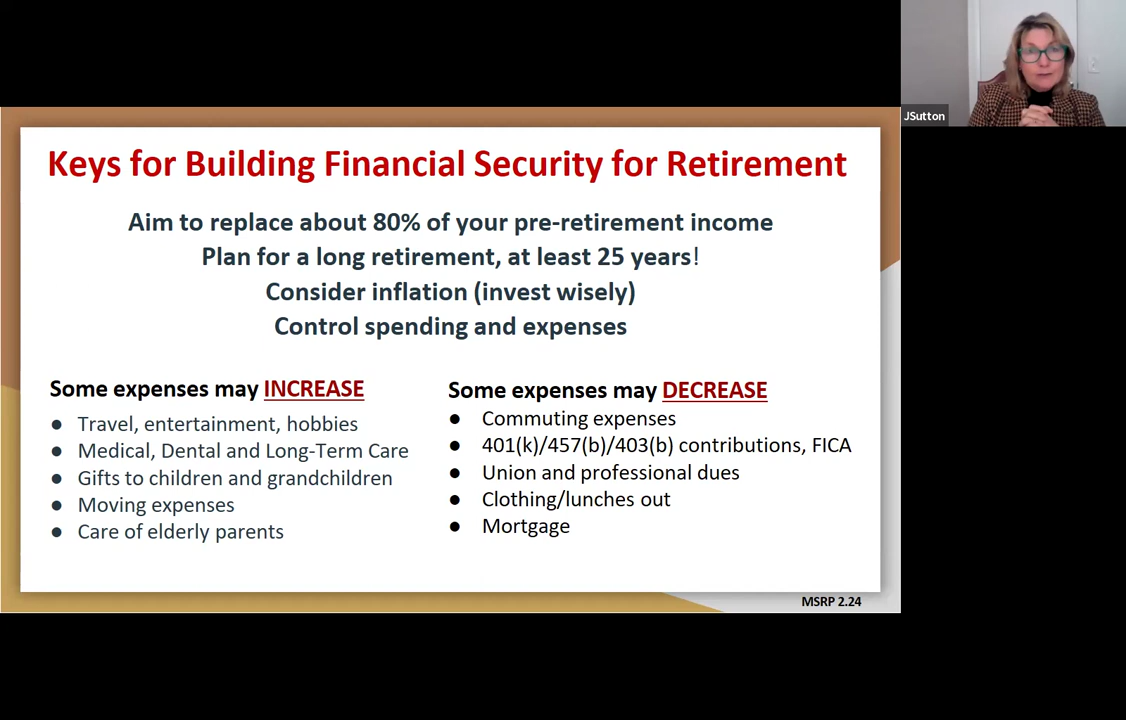 JSutton
Keys for Building Financial Security for Retirement
Aim to replace about 80% of your pre-retirement income
Plan for a long retirement, at least 25 years!
Consider inflation (invest wisely)
Control spending and expenses
Some expenses may INCREASE
● Travel, entertainment, hobbies
● Medical, Dental and Long-Term Care
● Gifts to children and grandchildren
● Moving expenses
● Care of elderly parents
Some expenses may DECREASE
● Commuting expenses
● 401(k)/457(b)/403(b) contributions, FICA
● Union and professional dues
● Clothing/lunches out
● Mortgage
MSRP 2.24